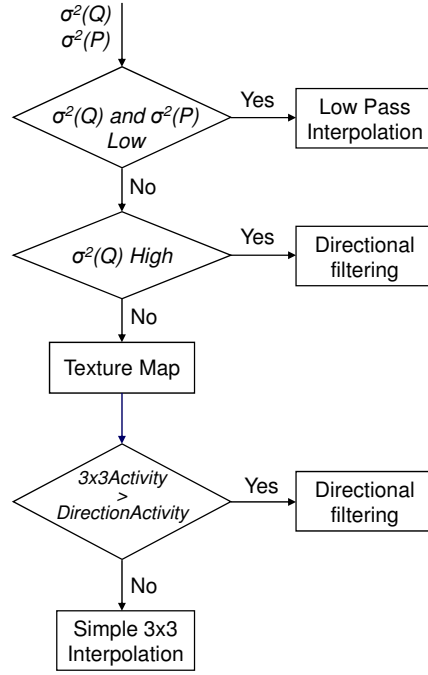 σ²(Q)
σ²(P)
σ²(Q) and σ²(P)
Low
Yes
Low Pass
Interpolation
No
σ²(Q) High
Yes
Directional
filtering
No
Texture Map
3x3Activity
>
DirectionActivity
Yes
Directional
filtering
No
Simple 3x3
Interpolation